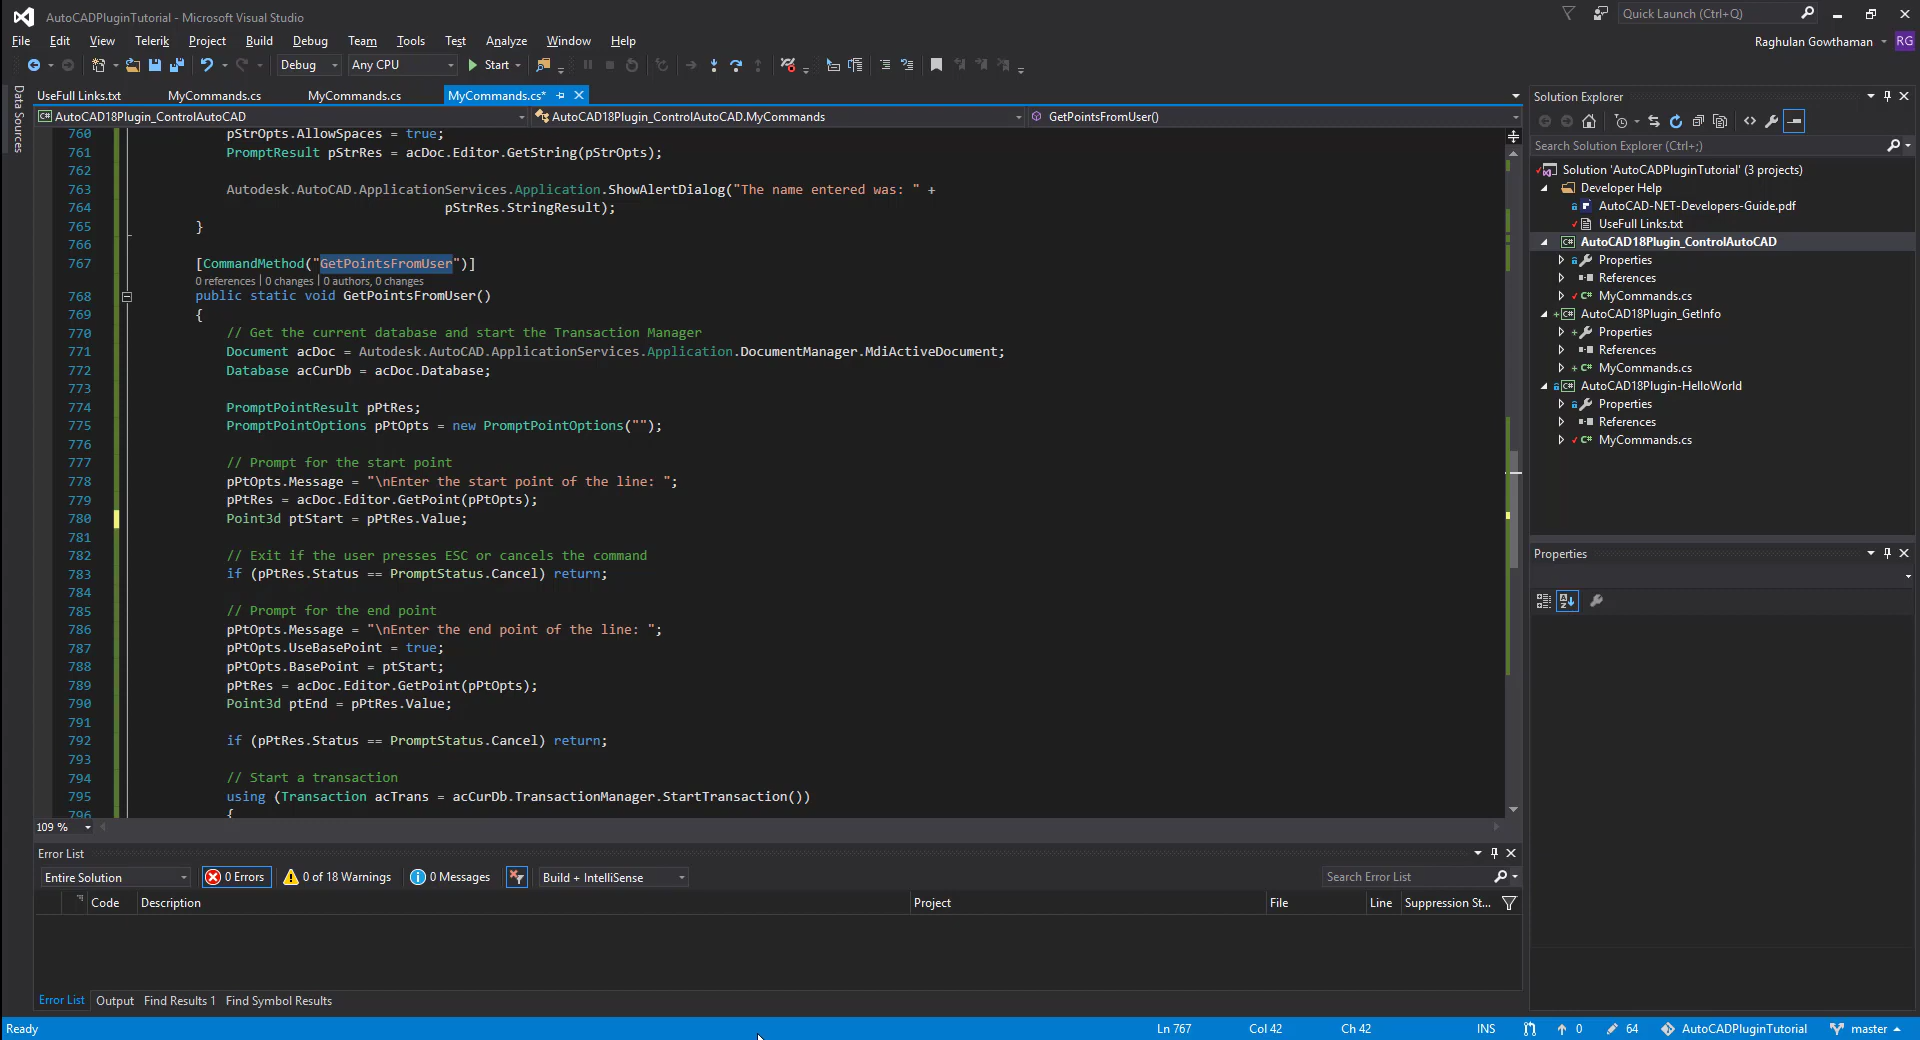 AutoCADPluginTutorial - Microsoft Visual Studio
Quick Launch (Ctrl+Q)
File Edit View Telerik Project Build Debug Team Tools Test Analyze Window Help
Raghulan Gowthaman RG
Debug Any CPU Start
Data Sources
UseFull Links.txt MyCommands.cs MyCommands.cs MyCommands.cs*
AutoCAD18Plugin_ControlAutoCAD AutoCAD18Plugin_ControlAutoCAD.MyCommands GetPointsFromUser()
760 pStrOpts.AllowSpaces = true;
761 PromptResult pStrRes = acDoc.Editor.GetString(pStrOpts);
762
763 Autodesk.AutoCAD.ApplicationServices.Application.ShowAlertDialog("The name entered was: " +
764 pStrRes.StringResult);
765 }
766
767 [CommandMethod("GetPointsFromUser")]
0 references | 0 changes | 0 authors, 0 changes
768 public static void GetPointsFromUser()
769 {
770 // Get the current database and start the Transaction Manager
771 Document acDoc = Autodesk.AutoCAD.ApplicationServices.Application.DocumentManager.MdiActiveDocument;
772 Database acCurDb = acDoc.Database;
773
774 PromptPointResult pPtRes;
775 PromptPointOptions pPtOpts = new PromptPointOptions("");
776
777 // Prompt for the start point
778 pPtOpts.Message = "\nEnter the start point of the line: ";
779 pPtRes = acDoc.Editor.GetPoint(pPtOpts);
780 Point3d ptStart = pPtRes.Value;
781
782 // Exit if the user presses ESC or cancels the command
783 if (pPtRes.Status == PromptStatus.Cancel) return;
784
785 // Prompt for the end point
786 pPtOpts.Message = "\nEnter the end point of the line: ";
787 pPtOpts.UseBasePoint = true;
788 pPtOpts.BasePoint = ptStart;
789 pPtRes = acDoc.Editor.GetPoint(pPtOpts);
790 Point3d ptEnd = pPtRes.Value;
791
792 if (pPtRes.Status == PromptStatus.Cancel) return;
793
794 // Start a transaction
795 using (Transaction acTrans = acCurDb.TransactionManager.StartTransaction())
796 {
109 %
Solution Explorer
Search Solution Explorer (Ctrl+;)
Solution 'AutoCADPluginTutorial' (3 projects)
Developer Help
AutoCAD-NET-Developers-Guide.pdf
UseFull Links.txt
AutoCAD18Plugin_ControlAutoCAD
Properties
References
MyCommands.cs
AutoCAD18Plugin_GetInfo
Properties
References
MyCommands.cs
AutoCAD18Plugin-HelloWorld
Properties
References
MyCommands.cs
Properties
Error List
Entire Solution 0 Errors 0 of 18 Warnings 0 Messages Build + IntelliSense Search Error List
Code Description Project File Line Suppression St...
Error List Output Find Results 1 Find Symbol Results
Ready Ln 767 Col 42 Ch 42 INS 0 64 AutoCADPluginTutorial master